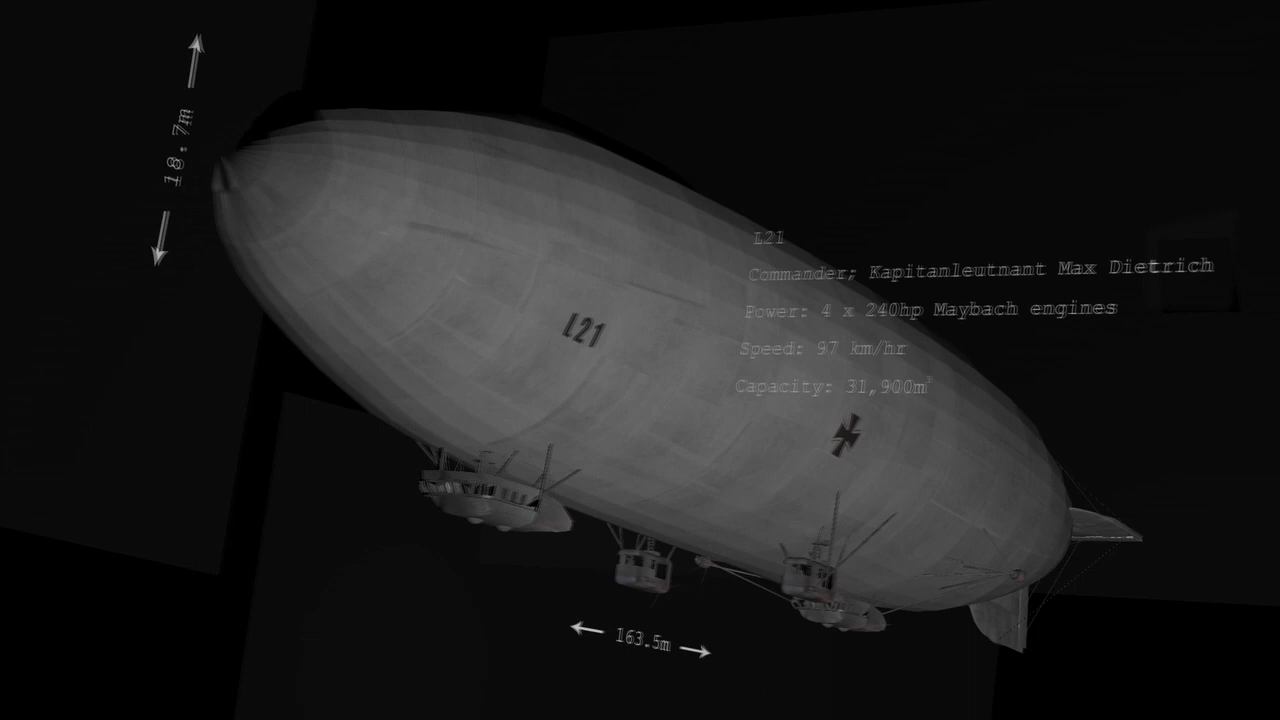 18.7m
L21
Commander; Kapitanleutnant Max Dietrich
Power: 4 x 240hp Maybach engines
Speed: 97 km/hr
Capacity: 31,900m³
L21
163.5m